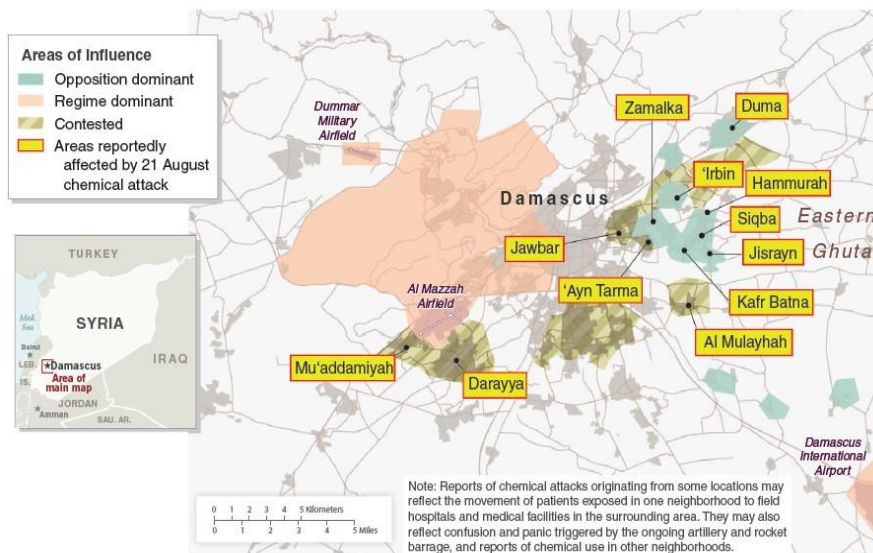 Areas of Influence
Opposition dominant
Regime dominant
Contested
Areas reportedly
affected by 21 August
chemical attack
Dummar
Military
Airfield
Zamalka
Duma
'Irbin
Hammurah
Damascus
Siqba
Eastern
Jawbar
Jisrayn
Ghuta
'Ayn Tarma
Kafr Batna
Al Mazzah
Airfield
Al Mulayhah
Mu'addamiyah
Darayya
Damascus
International
Airport
TURKEY
Med.
Sea
SYRIA
Beirut
LEB.
Damascus
IRAQ
IS.
Area of
main map
JORDAN
Amman
SAU. AR.
0 1 2 3 4 5 Kilometers
0 1 2 3 4 5 Miles
Note: Reports of chemical attacks originating from some locations may
reflect the movement of patients exposed in one neighborhood to field
hospitals and medical facilities in the surrounding area. They may also
reflect confusion and panic triggered by the ongoing artillery and rocket
barrage, and reports of chemical use in other neighborhoods.